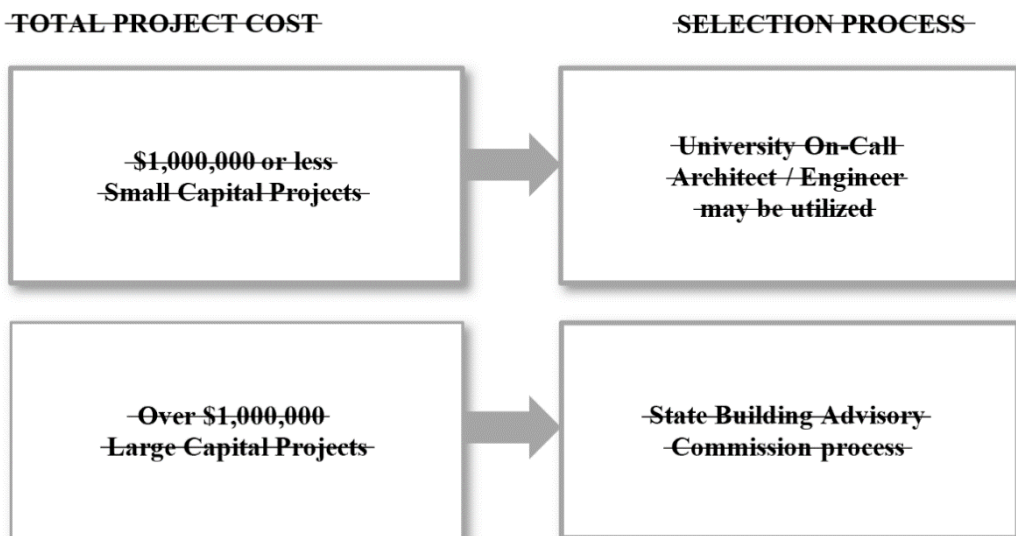 TOTAL PROJECT COST
SELECTION PROCESS
$1,000,000 or less
Small Capital Projects
University On-Call
Architect / Engineer
may be utilized
Over $1,000,000
Large Capital Projects
State Building Advisory
Commission process